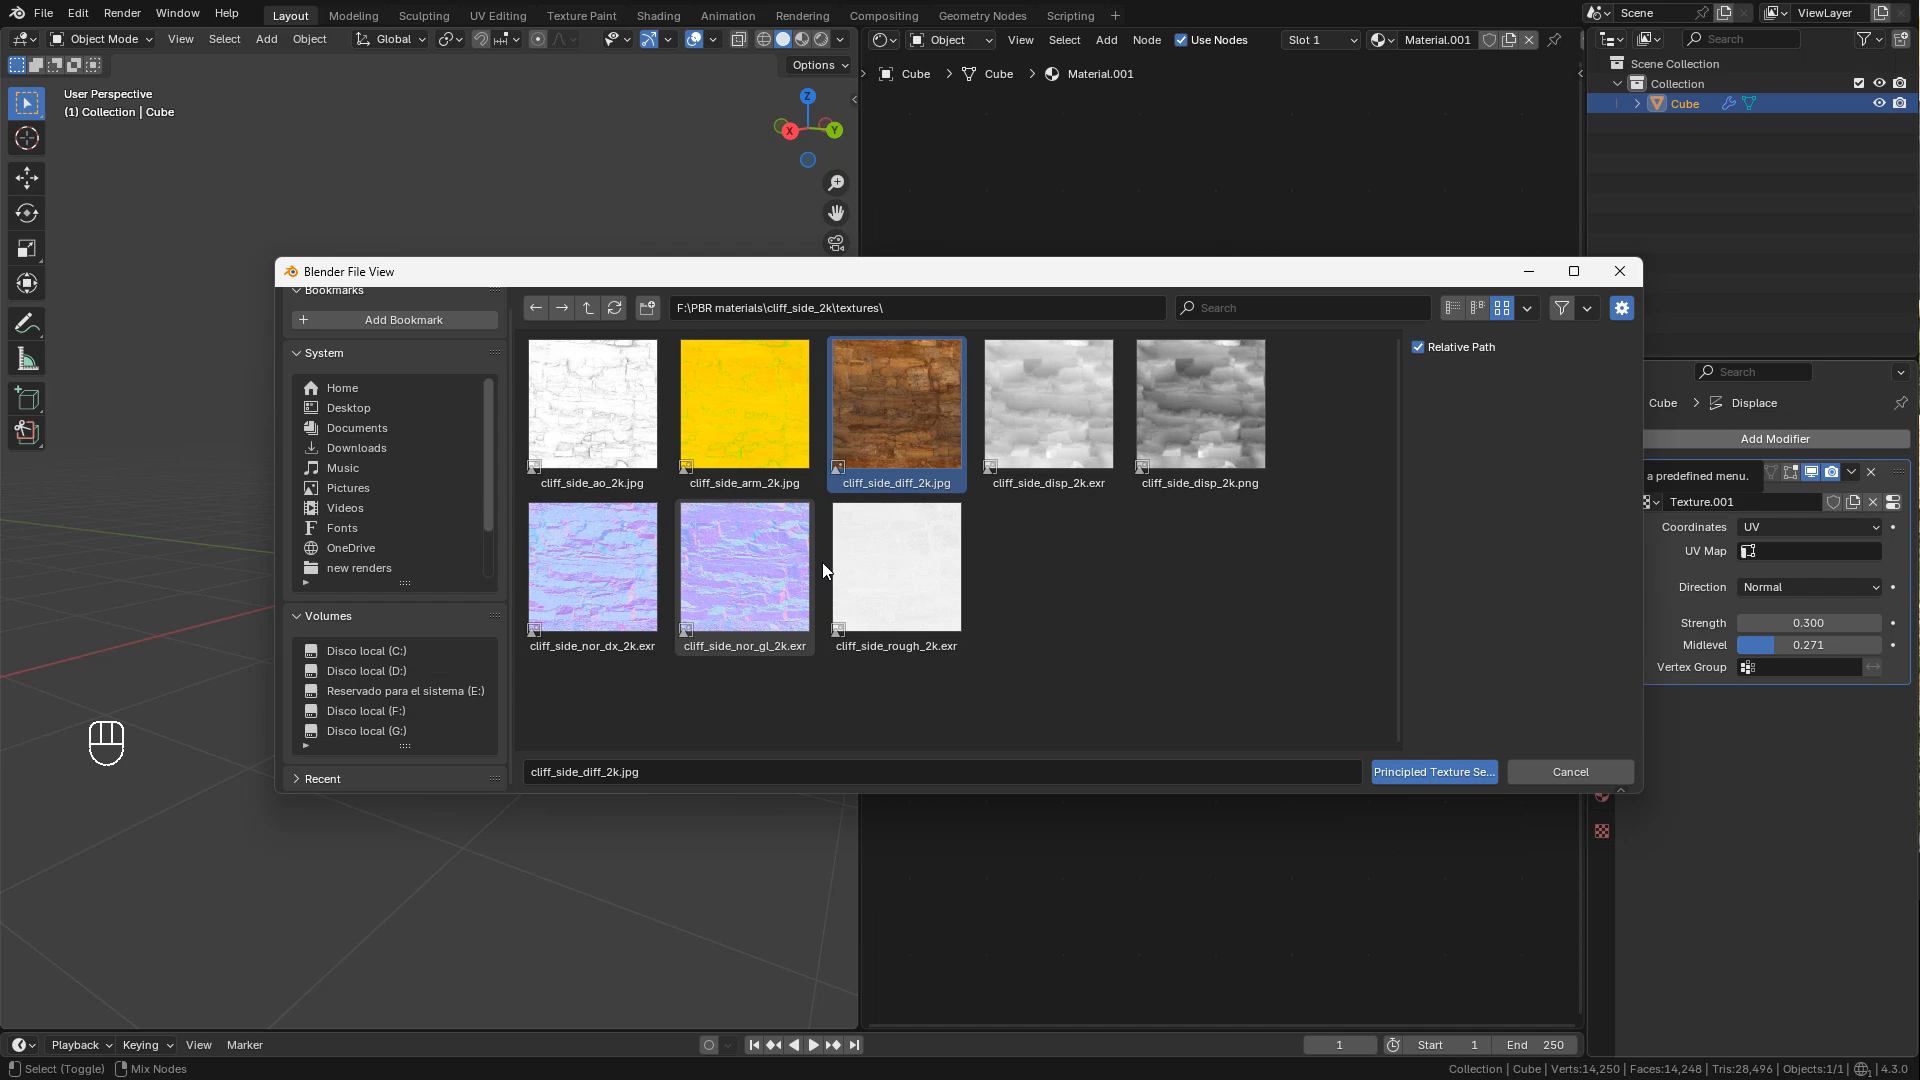 File Edit Render Window Help Layout Modeling Sculpting UV Editing Texture Paint Shading Animation Rendering Compositing Geometry Nodes Scripting + Scene ViewLayer
Object Mode View Select Add Object Global Object View Select Add Node Use Nodes Slot 1 Material.001 Search
Options Cube Cube Material.001
User Perspective
(1) Collection | Cube
Z
X
Y
Scene Collection
Collection
Cube
Blender File View
Bookmarks
Add Bookmark
F:\PBR materials\cliff_side_2k\textures\
Search
System
Home
Desktop
Documents
Downloads
Music
Pictures
Videos
Fonts
OneDrive
new renders
Volumes
Disco local (C:)
Disco local (D:)
Reservado para el sistema (E:)
Disco local (F:)
Disco local (G:)
Recent
cliff_side_ao_2k.jpg cliff_side_arm_2k.jpg cliff_side_diff_2k.jpg cliff_side_disp_2k.exr cliff_side_disp_2k.png
cliff_side_nor_dx_2k.exr cliff_side_nor_gl_2k.exr cliff_side_rough_2k.exr
Relative Path
cliff_side_diff_2k.jpg
Principled Texture Se...
Cancel
Search
Cube Displace
Add Modifier
a predefined menu.
Texture.001
Coordinates UV
UV Map
Direction Normal
Strength 0.300
Midlevel 0.271
Vertex Group
Playback Keying View Marker 1 Start 1 End 250
Select (Toggle) Mix Nodes Collection | Cube | Verts:14,250 | Faces:14,248 | Tris:28,496 | Objects:1/1 | 4.3.0